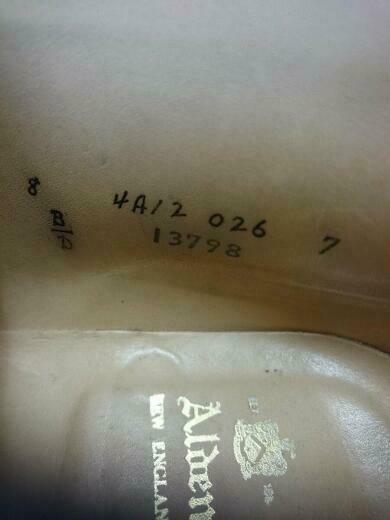 8 4A12 026 7
B/D 13798
Alden
NEW ENGLAN